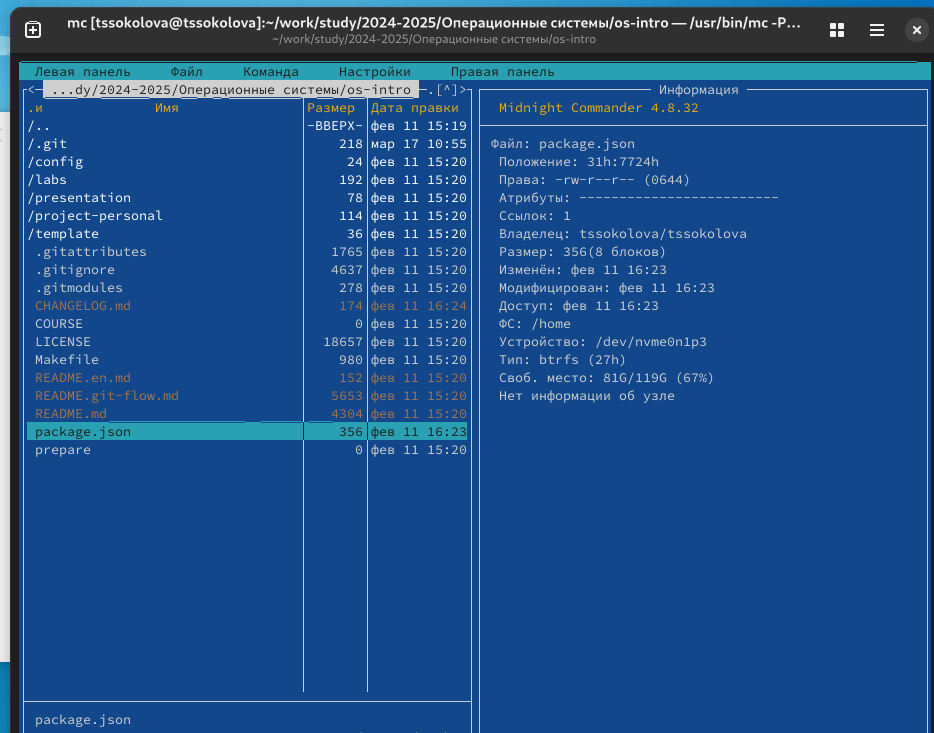 mc [tssokolova@tssokolova]:~/work/study/2024-2025/Операционные системы/os-intro — /usr/bin/mc -P...
~/work/study/2024-2025/Операционные системы/os-intro
Левая панель Файл Команда Настройки Правая панель
<- ...dy/2024-2025/Операционные системы/os-intro -.[^]>
.и Имя Размер Дата правки
/.. -ВВЕРХ- фев 11 15:19
/.git 218 мар 17 10:55
/config 24 фев 11 15:20
/labs 192 фев 11 15:20
/presentation 78 фев 11 15:20
/project-personal 114 фев 11 15:20
/template 36 фев 11 15:20
.gitattributes 1765 фев 11 15:20
.gitignore 4637 фев 11 15:20
.gitmodules 278 фев 11 15:20
CHANGELOG.md 174 фев 11 16:24
COURSE 0 фев 11 15:20
LICENSE 18657 фев 11 15:20
Makefile 980 фев 11 15:20
README.en.md 152 фев 11 15:20
README.git-flow.md 5653 фев 11 15:20
README.md 4304 фев 11 15:20
package.json 356 фев 11 16:23
prepare 0 фев 11 15:20
package.json
Информация
Midnight Commander 4.8.32
Файл: package.json
Положение: 31h:7724h
Права: -rw-r--r-- (0644)
Атрибуты: -------------------------
Ссылок: 1
Владелец: tssokolova/tssokolova
Размер: 356(8 блоков)
Изменён: фев 11 16:23
Модифицирован: фев 11 16:23
Доступ: фев 11 16:23
ФС: /home
Устройство: /dev/nvme0n1p3
Тип: btrfs (27h)
Своб. место: 81G/119G (67%)
Нет информации об узле